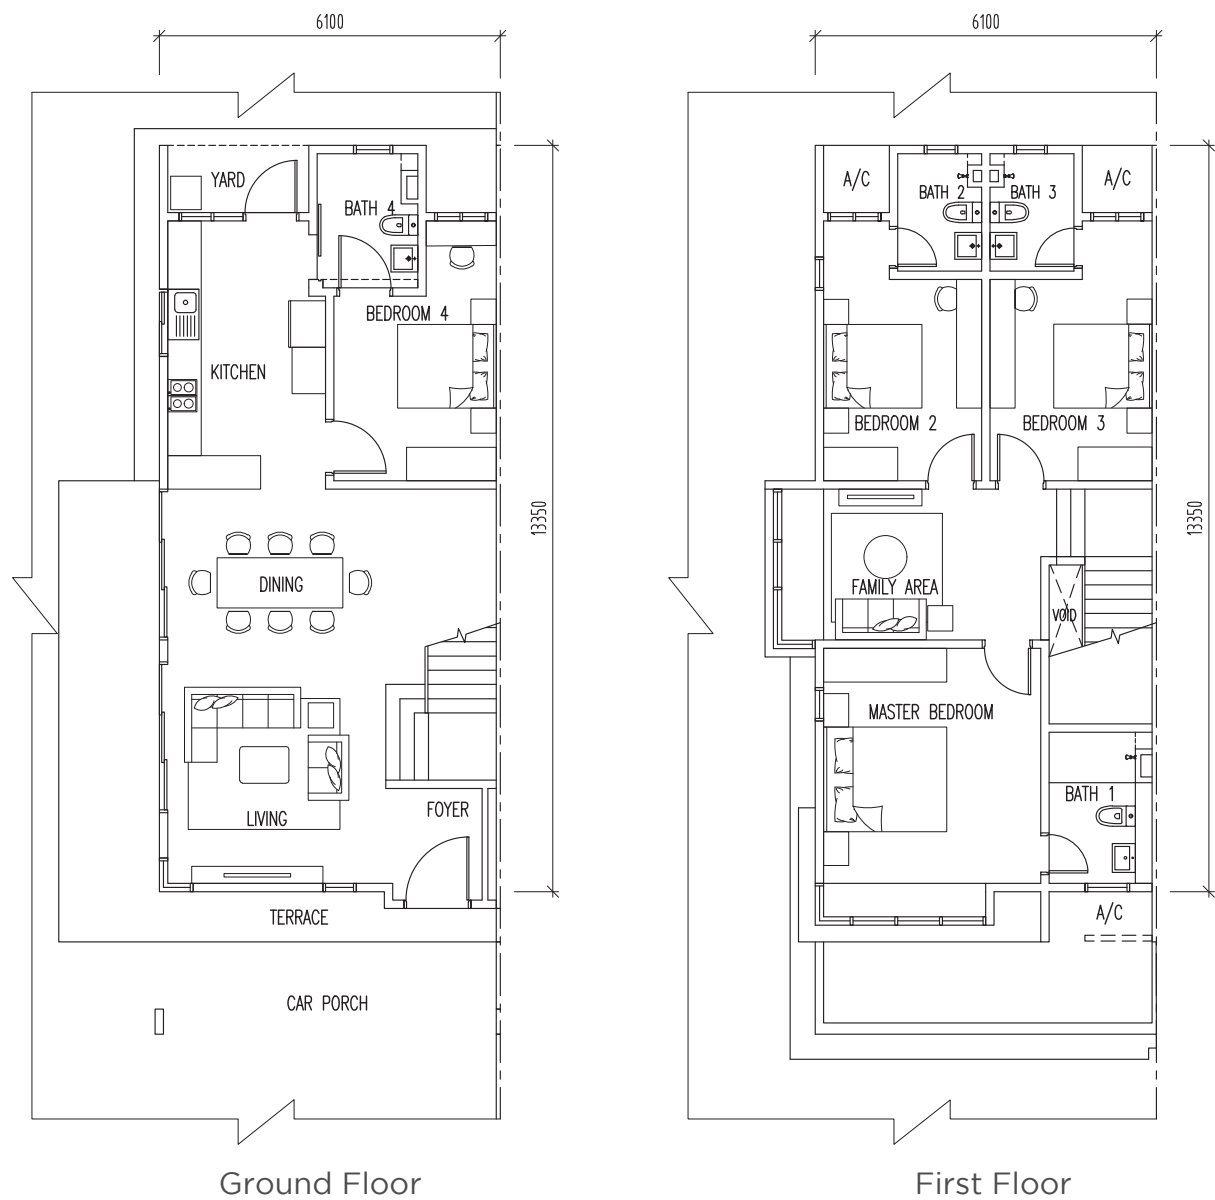 6100
YARD
BATH 4
BEDROOM 4
KITCHEN
13350
DINING
LIVING
FOYER
TERRACE
CAR PORCH
Ground Floor
6100
A/C
BATH 2
BATH 3
A/C
BEDROOM 2
BEDROOM 3
13350
FAMILY AREA
VOID
MASTER BEDROOM
BATH 1
A/C
First Floor